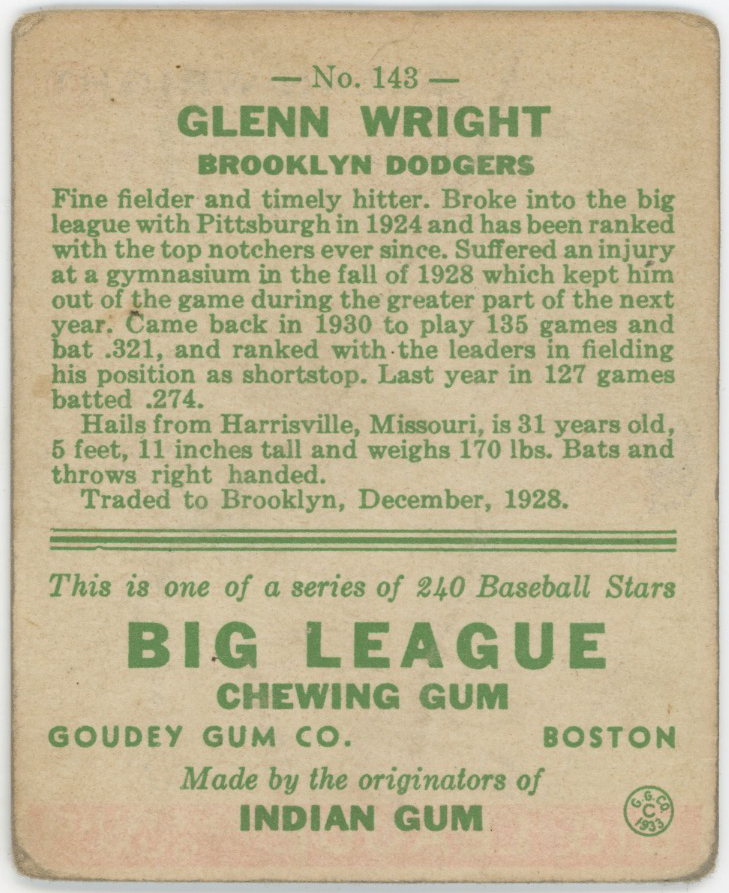 — No. 143 —
GLENN WRIGHT
BROOKLYN DODGERS
Fine fielder and timely hitter. Broke into the big
league with Pittsburgh in 1924 and has been ranked
with the top notchers ever since. Suffered an injury
at a gymnasium in the fall of 1928 which kept him
out of the game during the greater part of the next
year. Came back in 1930 to play 135 games and
bat .321, and ranked with the leaders in fielding
his position as shortstop. Last year in 127 games
batted .274.
Hails from Harrisville, Missouri, is 31 years old,
5 feet, 11 inches tall and weighs 170 lbs. Bats and
throws right handed.
Traded to Brooklyn, December, 1928.
This is one of a series of 240 Baseball Stars
BIG LEAGUE
CHEWING GUM
GOUDEY GUM CO. BOSTON
Made by the originators of
INDIAN GUM
G.G.CO.
C
1933